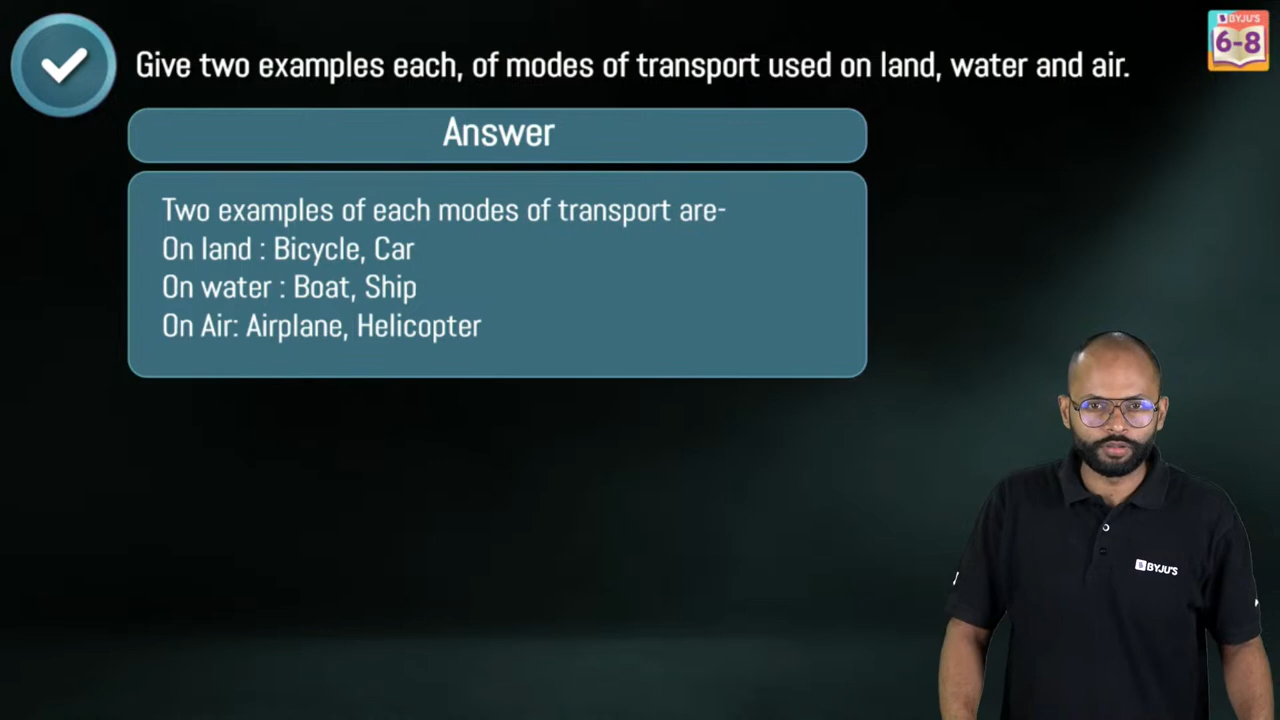 BYJU'S
6-8
Give two examples each, of modes of transport used on land, water and air.
Answer
Two examples of each modes of transport are-
On land : Bicycle, Car
On water : Boat, Ship
On Air: Airplane, Helicopter
BYJU'S